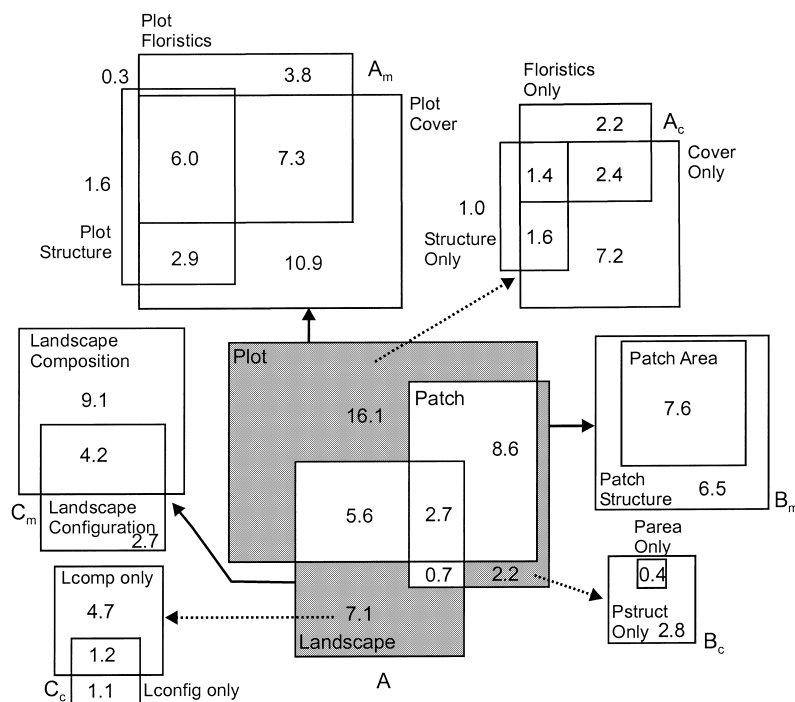 Plot
Floristics
0.3
3.8
Am
Plot
Cover
6.0
7.3
1.6
Plot
Structure
2.9
10.9
Floristics
Only
2.2
Ac
Cover
Only
1.4
2.4
1.0
Structure
Only
1.6
7.2
Landscape
Composition
9.1
4.2
Cm
Landscape
Configuration
2.7
Plot
16.1
Patch
8.6
5.6
2.7
0.7
2.2
7.1
Landscape
A
Patch Area
7.6
Patch
Structure
6.5
Bm
Parea
Only
0.4
Pstruct
Only
2.8
Bc
Lcomp only
4.7
1.2
Cc
1.1
Lconfig only